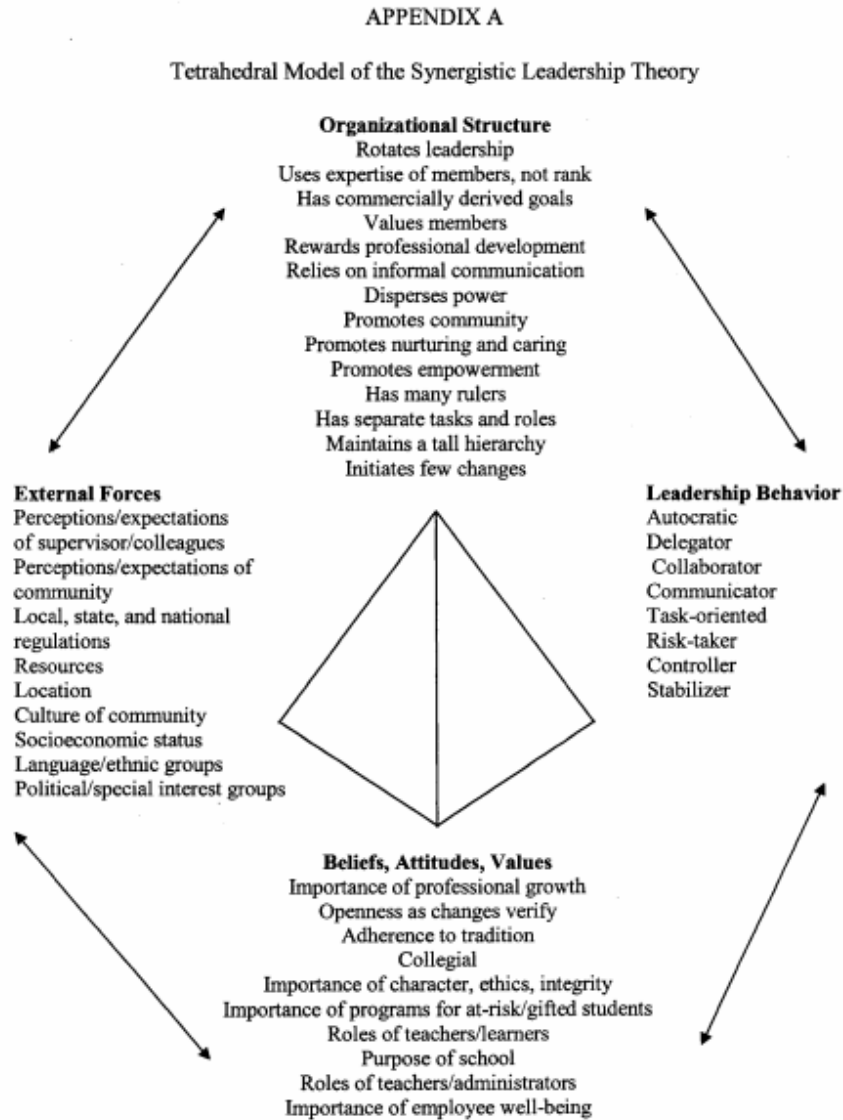 APPENDIX A
Tetrahedral Model of the Synergistic Leadership Theory
Organizational Structure
Rotates leadership
Uses expertise of members, not rank
Has commercially derived goals
Values members
Rewards professional development
Relies on informal communication
Disperses power
Promotes community
Promotes nurturing and caring
Promotes empowerment
Has many rulers
Has separate tasks and roles
Maintains a tall hierarchy
Initiates few changes
External Forces
Perceptions/expectations
of supervisor/colleagues
Perceptions/expectations of
community
Local, state, and national
regulations
Resources
Location
Culture of community
Socioeconomic status
Language/ethnic groups
Political/special interest groups
Leadership Behavior
Autocratic
Delegator
Collaborator
Communicator
Task-oriented
Risk-taker
Controller
Stabilizer
Beliefs, Attitudes, Values
Importance of professional growth
Openness as changes verify
Adherence to tradition
Collegial
Importance of character, ethics, integrity
Importance of programs for at-risk/gifted students
Roles of teachers/learners
Purpose of school
Roles of teachers/administrators
Importance of employee well-being